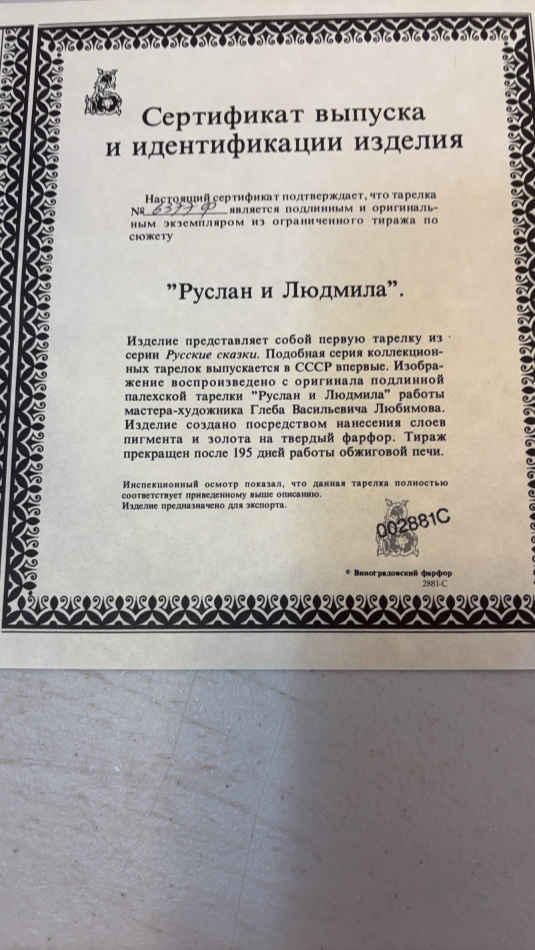 Сертификат выпуска
и идентификации изделия
Настоящий сертификат подтверждает, что тарелка
№ 6377 Ф является подлинным и оригиналь-
ным экземпляром из ограниченного тиража по
сюжету
"Руслан и Людмила".
Изделие представляет собой первую тарелку из
серии Русские сказки. Подобная серия коллекцион-
ных тарелок выпускается в СССР впервые. Изобра-
жение воспроизведено с оригинала подлинной
палехской тарелки "Руслан и Людмила" работы
мастера-художника Глеба Васильевича Любимова.
Изделие создано посредством нанесения слоев
пигмента и золота на твердый фарфор. Тираж
прекращен после 195 дней работы обжиговой печи.
Инспекционный осмотр показал, что данная тарелка полностью
соответствует приведенному выше описанию.
Изделие предназначено для экспорта.
002881C
© Виноградовский фарфор
2881-C